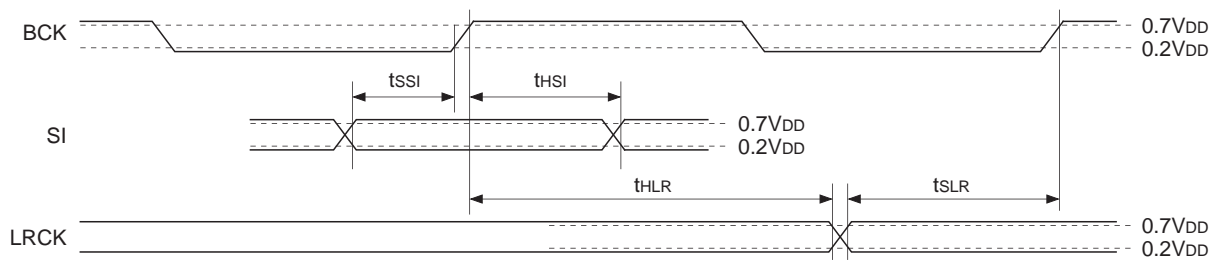 BCK
0.7VDD
0.2VDD
tSSI
tHSI
SI
0.7VDD
0.2VDD
tHLR
tSLR
LRCK
0.7VDD
0.2VDD